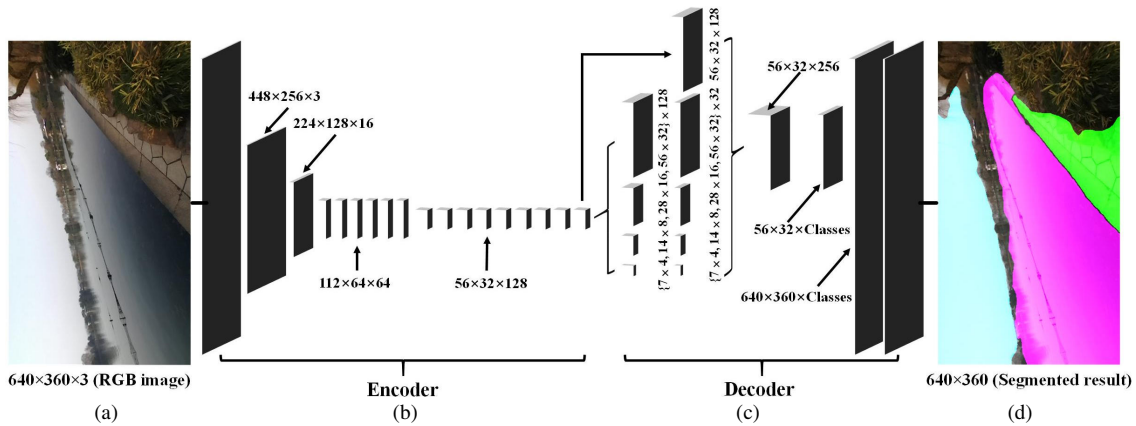 448×256×3
224×128×16
112×64×64
56×32×128
{7 × 4, 14 × 8, 28 × 16, 56 × 32} × 128
{7 × 4, 14 × 8, 28 × 16, 56 × 32} × 32
56 × 32 × 128
56×32×256
56×32×Classes
640×360×Classes
640×360×3 (RGB image)
Encoder
Decoder
640×360 (Segmented result)
(a)
(b)
(c)
(d)